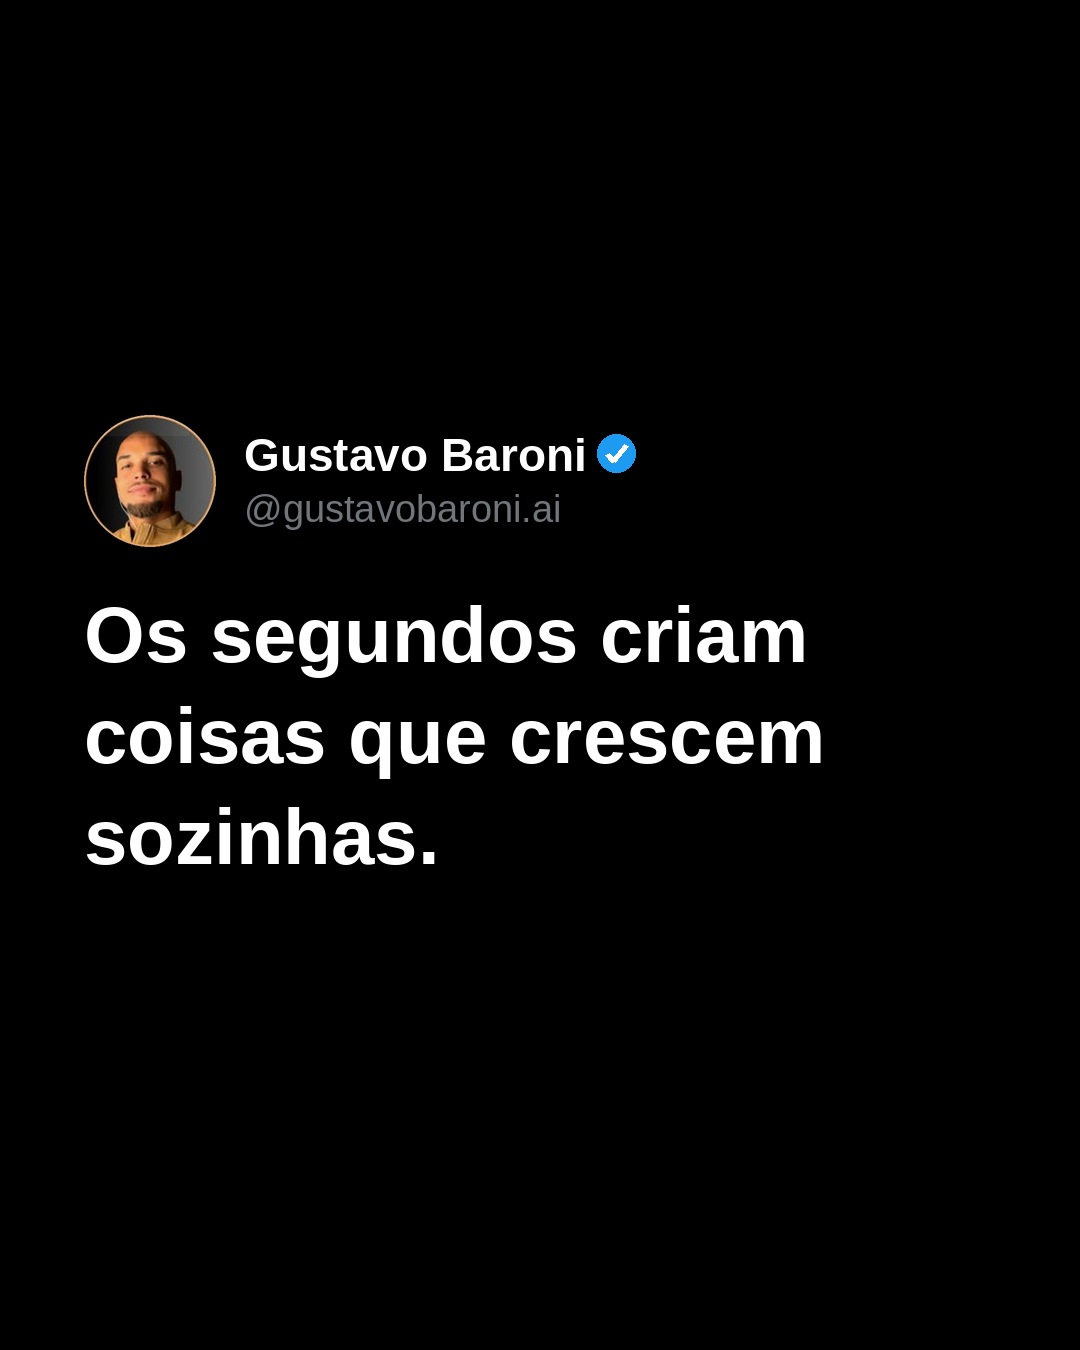 Gustavo Baroni
@gustavobaroni.ai
Os segundos criam
coisas que crescem
sozinhas.